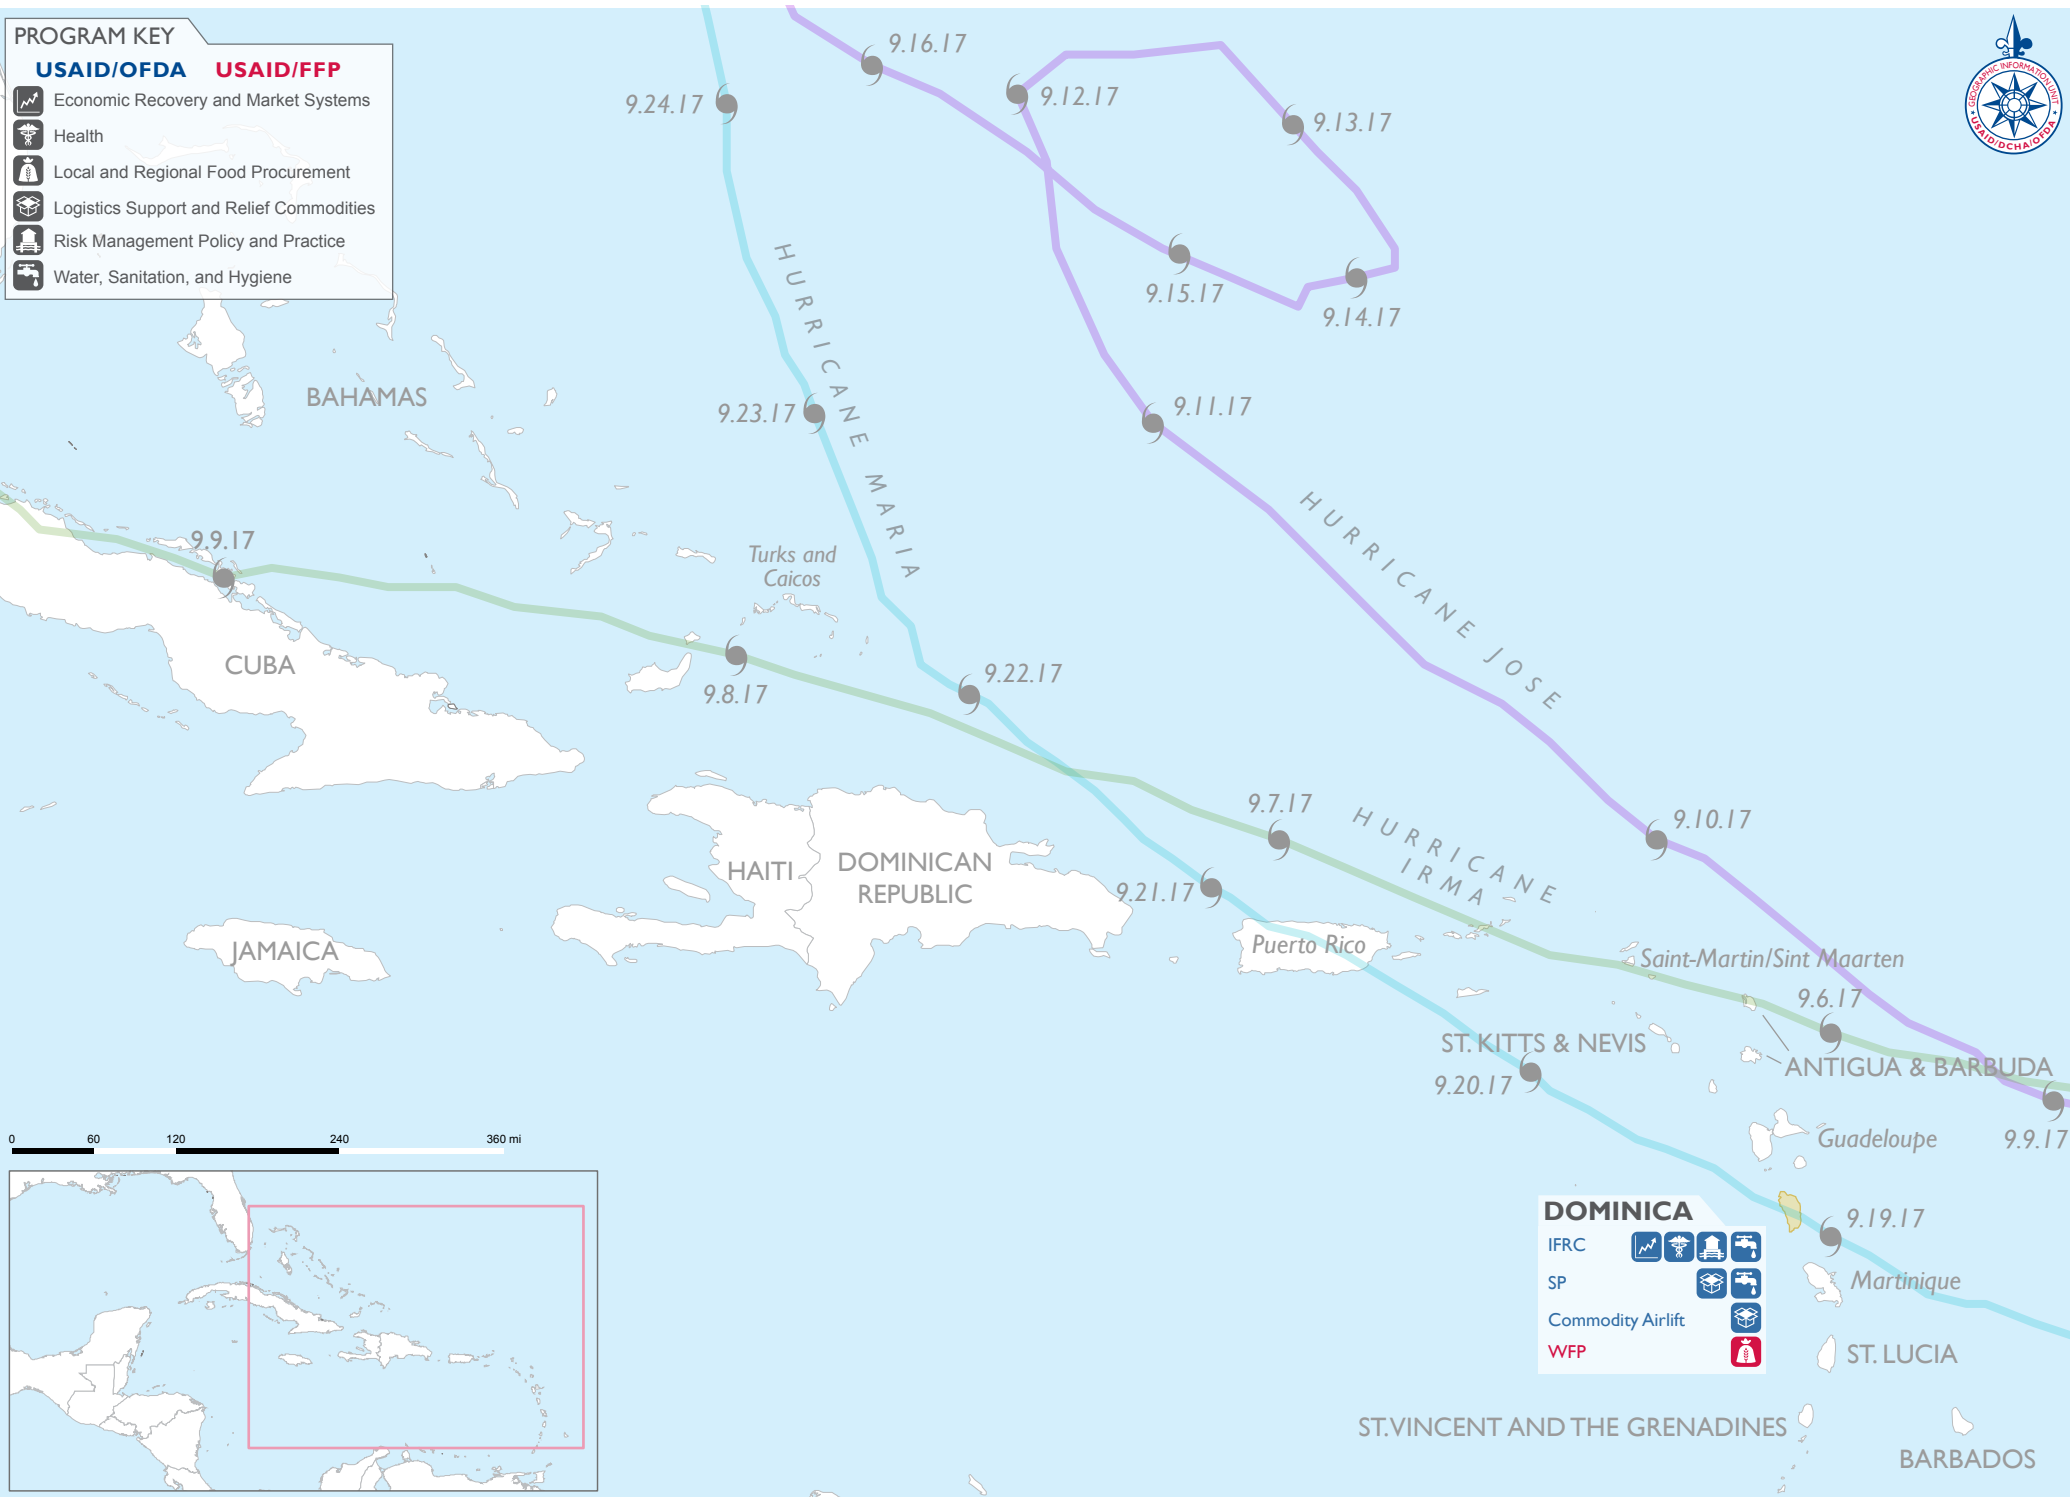 PROGRAM KEY
USAID/OFDA USAID/FFP
Economic Recovery and Market Systems
Health
Local and Regional Food Procurement
Logistics Support and Relief Commodities
Risk Management Policy and Practice
Water, Sanitation, and Hygiene
GEOGRAPHIC INFORMATION UNIT
USAID/DCHA/OFDA
9.16.17
9.12.17
9.24.17
9.13.17
9.15.17
9.14.17
HURRICANE MARIA
BAHAMAS
9.23.17
9.11.17
HURRICANE JOSE
9.9.17
Turks and
Caicos
CUBA
9.22.17
9.8.17
9.7.17
HURRICANE
IRMA
9.10.17
HAITI
DOMINICAN
REPUBLIC
9.21.17
JAMAICA
Puerto Rico
Saint-Martin/Sint Maarten
9.6.17
ST. KITTS & NEVIS
ANTIGUA & BARBUDA
9.20.17
Guadeloupe
9.9.17
0 60 120 240 360 mi
DOMINICA
IFRC
SP
Commodity Airlift
WFP
9.19.17
Martinique
ST. LUCIA
ST. VINCENT AND THE GRENADINES
BARBADOS